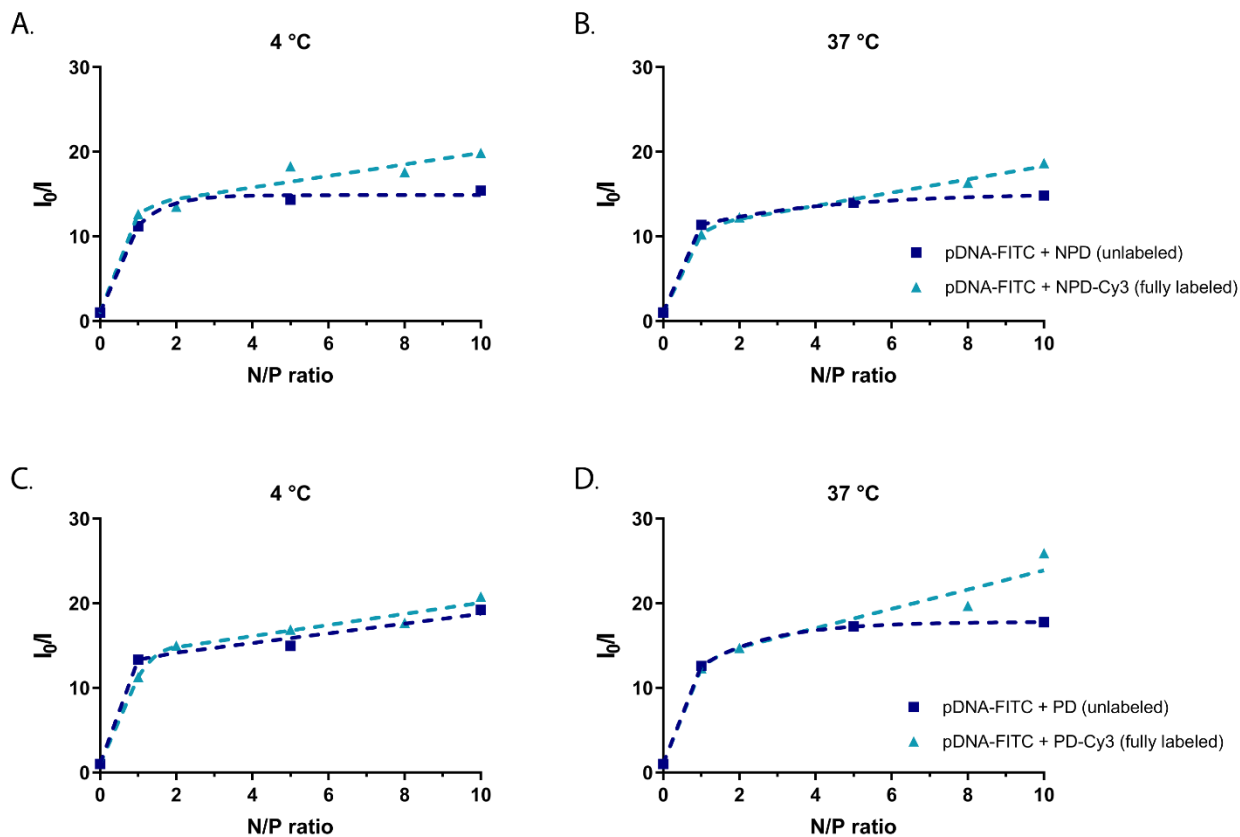 A.
4 °C
30
20
10
0
I0/I
0 2 4 6 8 10
N/P ratio
B.
37 °C
30
20
10
0
I0/I
0 2 4 6 8 10
N/P ratio
pDNA-FITC + NPD (unlabeled)
pDNA-FITC + NPD-Cy3 (fully labeled)
C.
4 °C
30
20
10
0
I0/I
0 2 4 6 8 10
N/P ratio
D.
37 °C
30
20
10
0
I0/I
0 2 4 6 8 10
N/P ratio
pDNA-FITC + PD (unlabeled)
pDNA-FITC + PD-Cy3 (fully labeled)